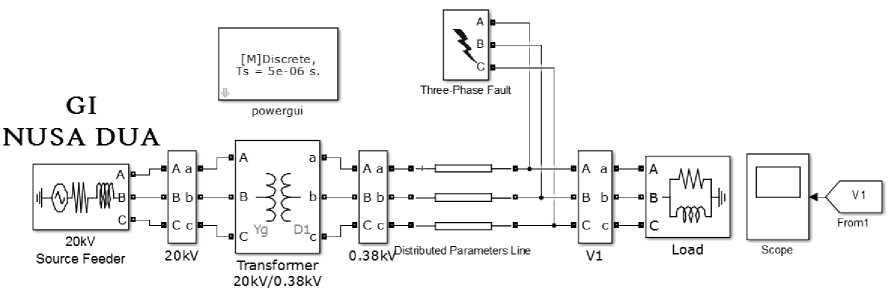 [M]Discrete,
Ts = 5e-06 s.
powergui
A
B
C
Three-Phase Fault
GI
NUSA DUA
A
B
C
20kV
Source Feeder
A a
B b
C c
20kV
A
B
C
a
b
c
Yg
D1
Transformer
20kV/0.38kV
A a
B b
C c
0.38kV
Distributed Parameters Line
A a
B b
C c
V1
A
B
C
Load
Scope
V1
From1